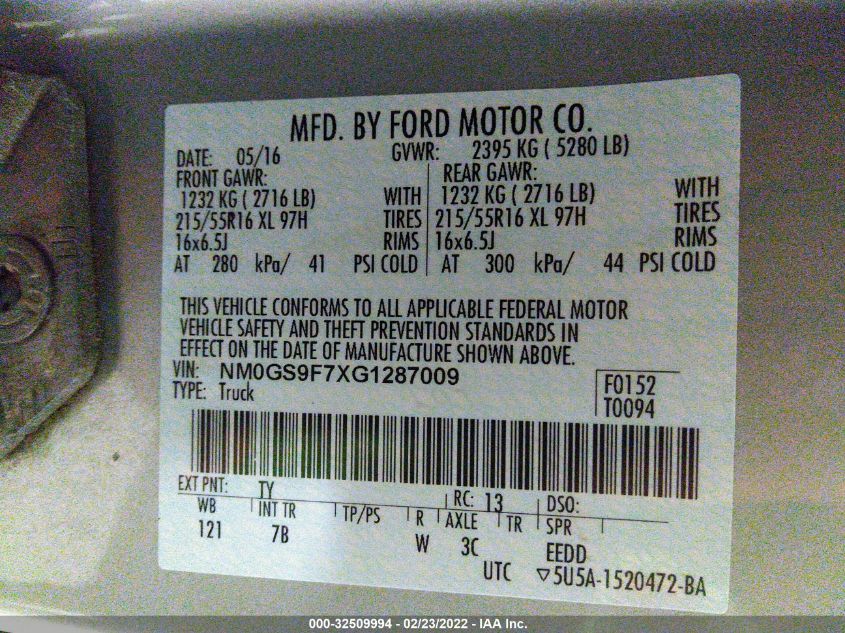 MFD. BY FORD MOTOR CO.
DATE: 05/16 GVWR: 2395 KG ( 5280 LB)
FRONT GAWR: REAR GAWR:
1232 KG ( 2716 LB) WITH 1232 KG ( 2716 LB) WITH
215/55R16 XL 97H TIRES 215/55R16 XL 97H TIRES
16x6.5J RIMS 16x6.5J RIMS
AT 280 kPa/ 41 PSI COLD AT 300 kPa/ 44 PSI COLD
THIS VEHICLE CONFORMS TO ALL APPLICABLE FEDERAL MOTOR
VEHICLE SAFETY AND THEFT PREVENTION STANDARDS IN
EFFECT ON THE DATE OF MANUFACTURE SHOWN ABOVE.
VIN: NM0GS9F7XG1287009
TYPE: Truck
F0152
T0094
EXT PNT: TY RC: 13 DSO:
WB INT TR TP/PS R AXLE TR SPR
121 7B W 3C EEDD
UTC ▽5U5A-1520472-BA
000-32509994 - 02/23/2022 - IAA Inc.